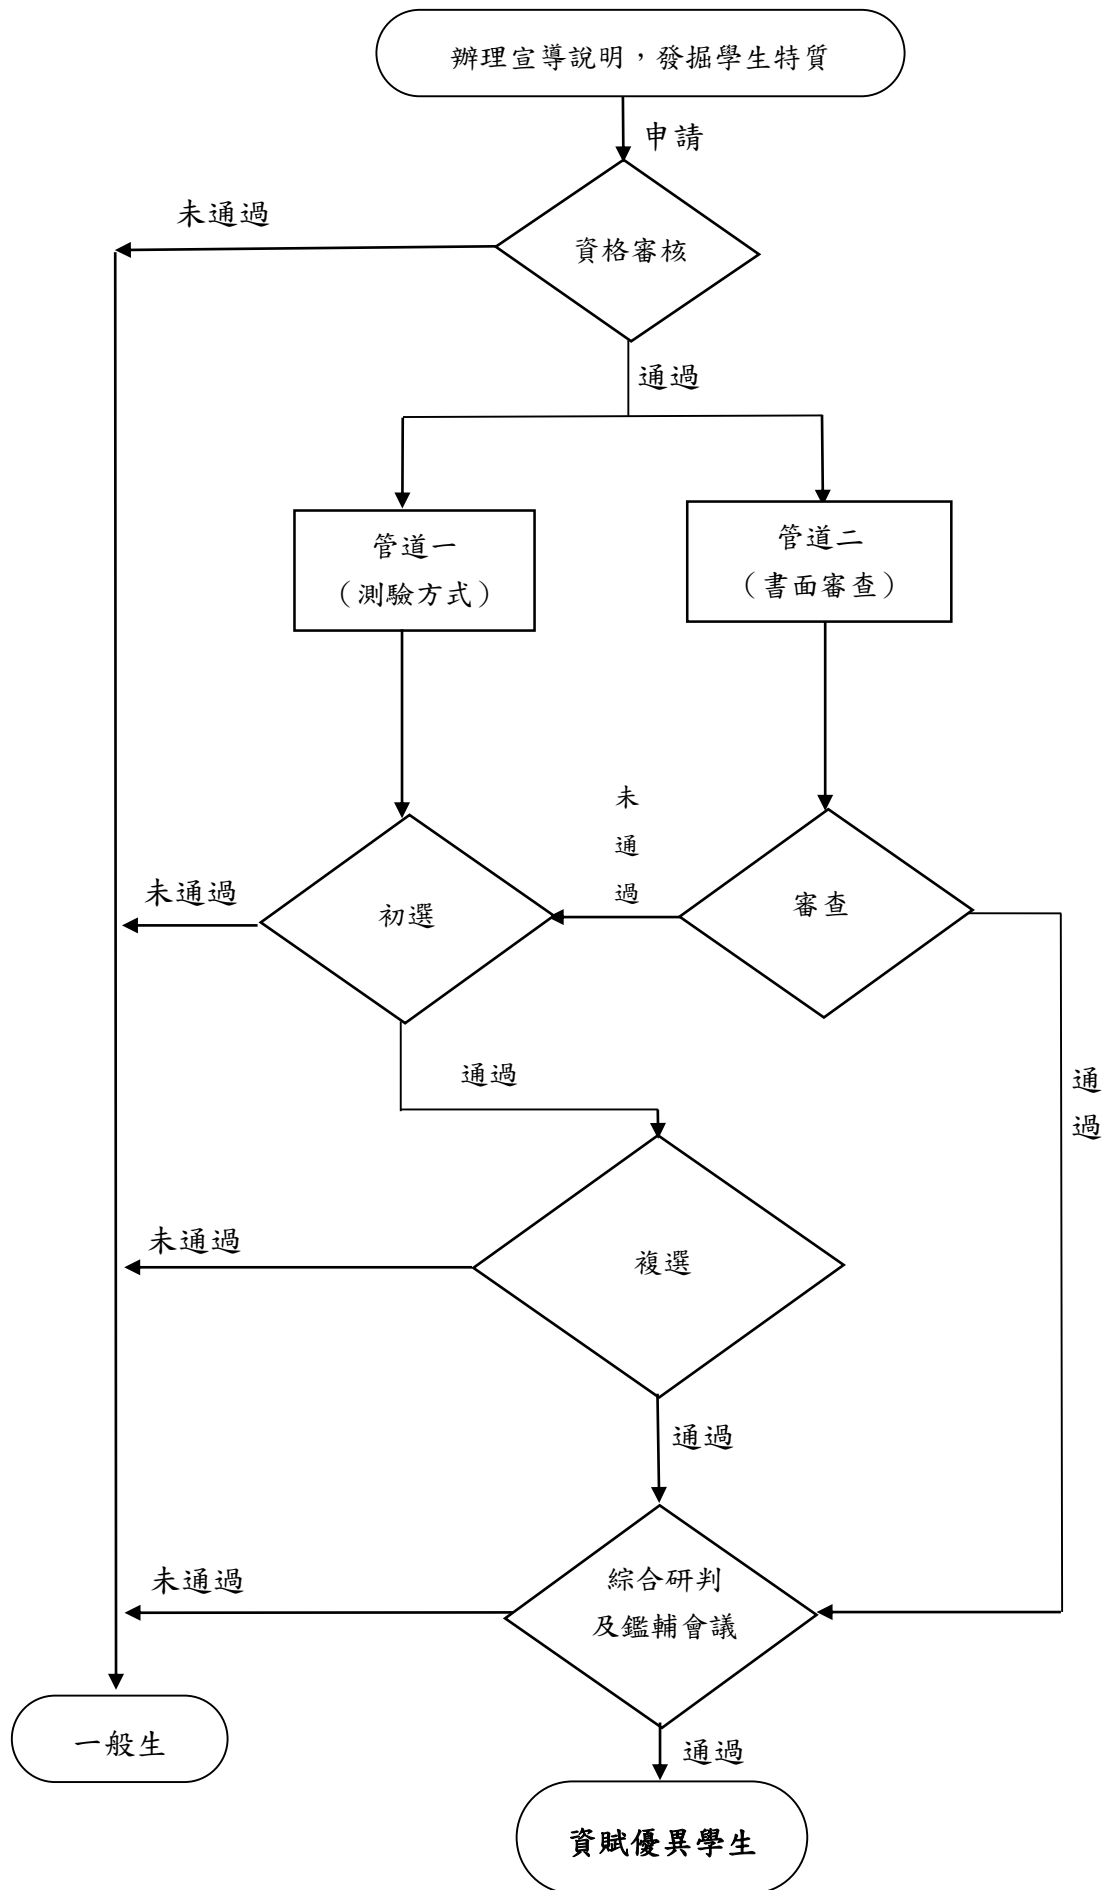 辦理宣導說明，發掘學生特質
申請
未通過
資格審核
通過
管道一
（測驗方式）
管道二
（書面審查）
未
通
過
未通過
初選
審查
通過
通
過
未通過
複選
通過
未通過
綜合研判
及鑑輔會議
一般生
通過
資賦優異學生